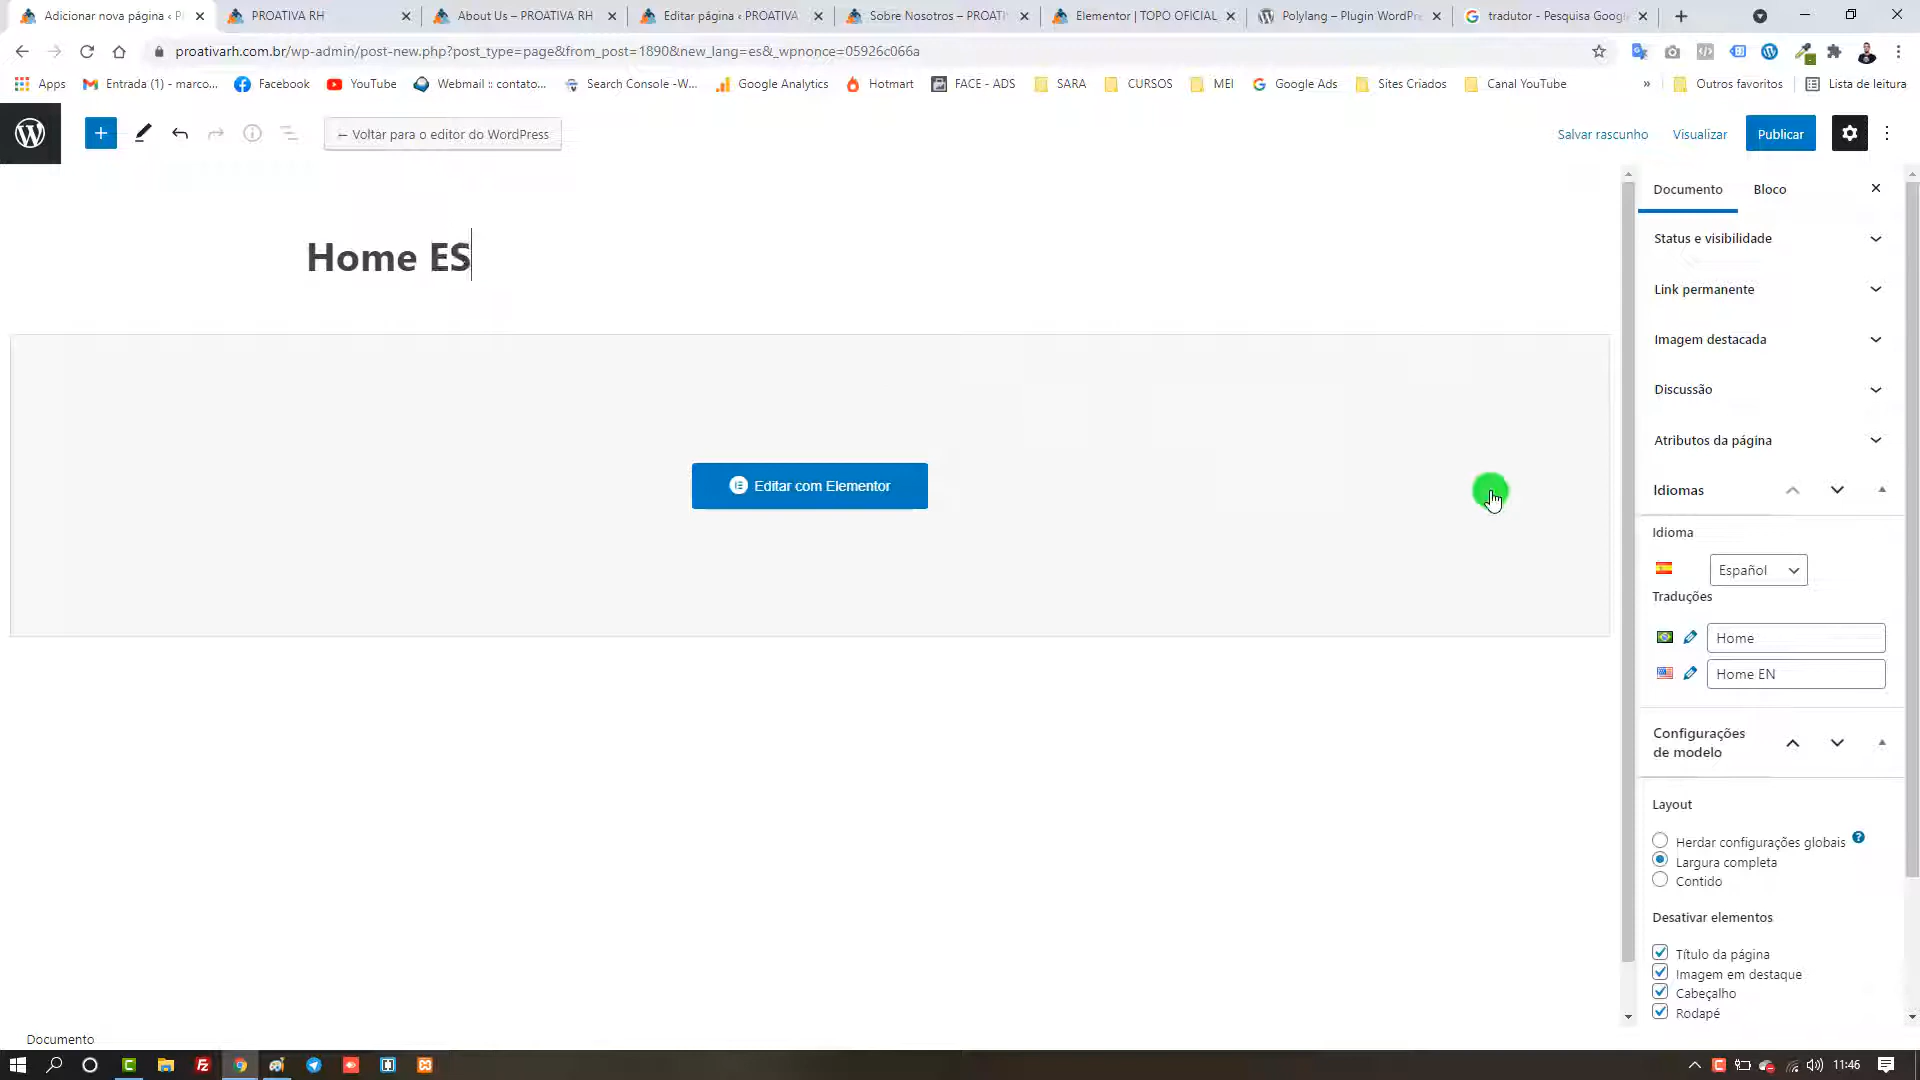 Adicionar nova página ‹ P
PROATIVA RH
About Us – PROATIVA RH
Editar página ‹ PROATIVA
Sobre Nosotros – PROATI
Elementor | TOPO OFICIAL
Polylang – Plugin WordPre
tradutor - Pesquisa Google
proativarh.com.br/wp-admin/post-new.php?post_type=page&from_post=1890&new_lang=es&_wpnonce=05926c066a
Apps
Entrada (1) - marco...
Facebook
YouTube
Webmail :: contato...
Search Console -W...
Google Analytics
Hotmart
FACE - ADS
SARA
CURSOS
MEI
Google Ads
Sites Criados
Canal YouTube
»
Outros favoritos
Lista de leitura
← Voltar para o editor do WordPress
Salvar rascunho
Visualizar
Publicar
Documento
Bloco
Home ES
Status e visibilidade
Link permanente
Imagem destacada
Discussão
Atributos da página
Editar com Elementor
Idiomas
Idioma
Español
Traduções
Home
Home EN
Configurações
de modelo
Layout
Herdar configurações globais
Largura completa
Contido
Desativar elementos
Título da página
Imagem em destaque
Cabeçalho
Rodapé
Documento
11:46